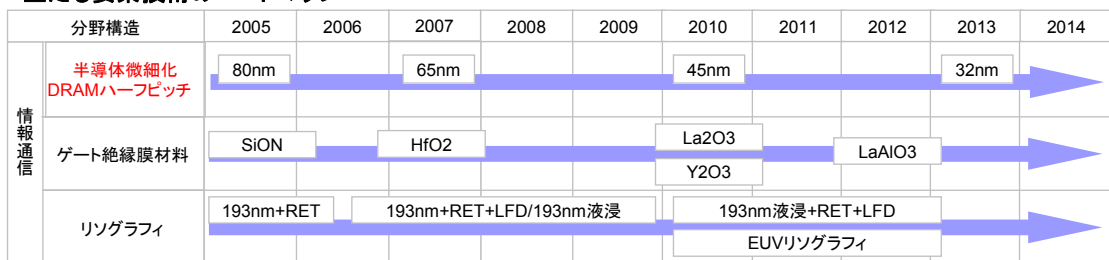 分野構造 2005 2006 2007 2008 2009 2010 2011 2012 2013 2014
情報通信
半導体微細化
DRAMハーフピッチ
80nm 65nm 45nm 32nm
ゲート絶縁膜材料
SiON HfO2 La2O3 LaAlO3
Y2O3
リソグラフィ
193nm+RET 193nm+RET+LFD/193nm液浸 193nm液浸+RET+LFD
EUVリソグラフィ